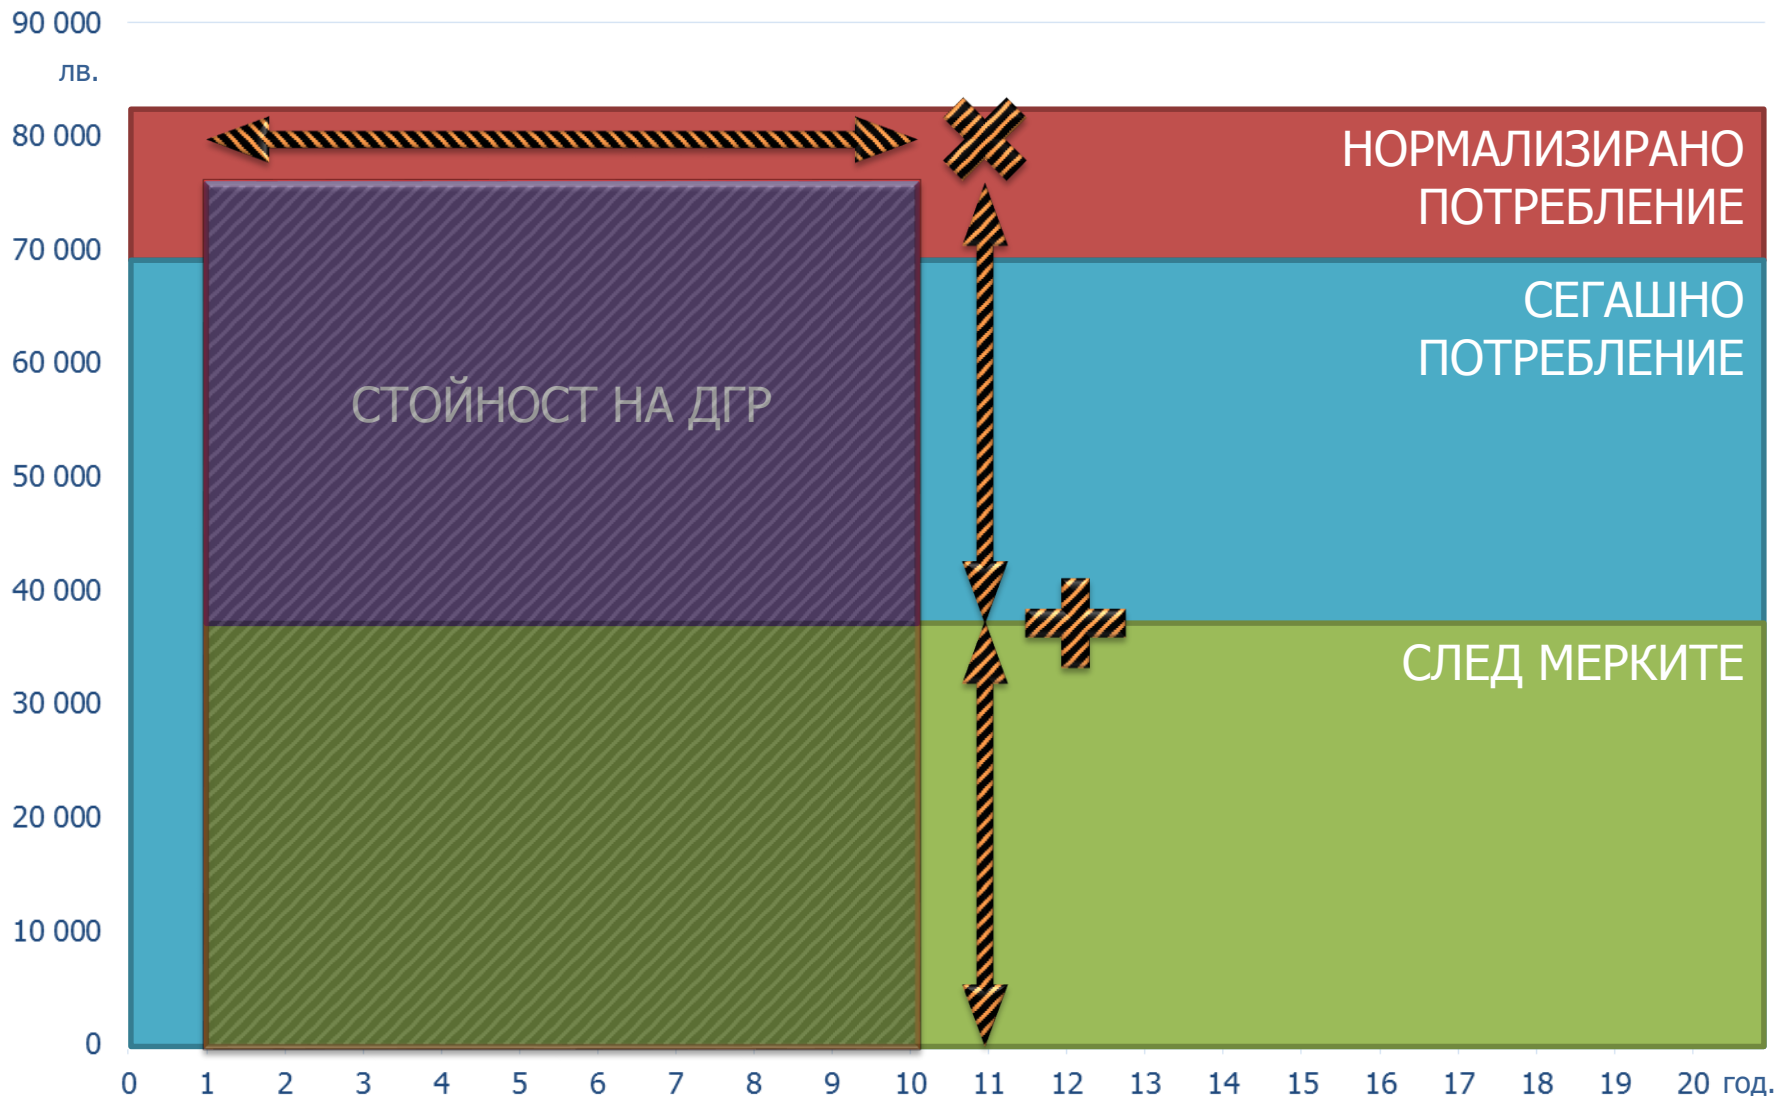 90 000
лв.
80 000
70 000
60 000
50 000
40 000
30 000
20 000
10 000
0
НОРМАЛИЗИРАНО
ПОТРЕБЛЕНИЕ
СЕГАШНО
ПОТРЕБЛЕНИЕ
СТОЙНОСТ НА ДГР
СЛЕД МЕРКИТЕ
0 1 2 3 4 5 6 7 8 9 10 11 12 13 14 15 16 17 18 19 20 год.